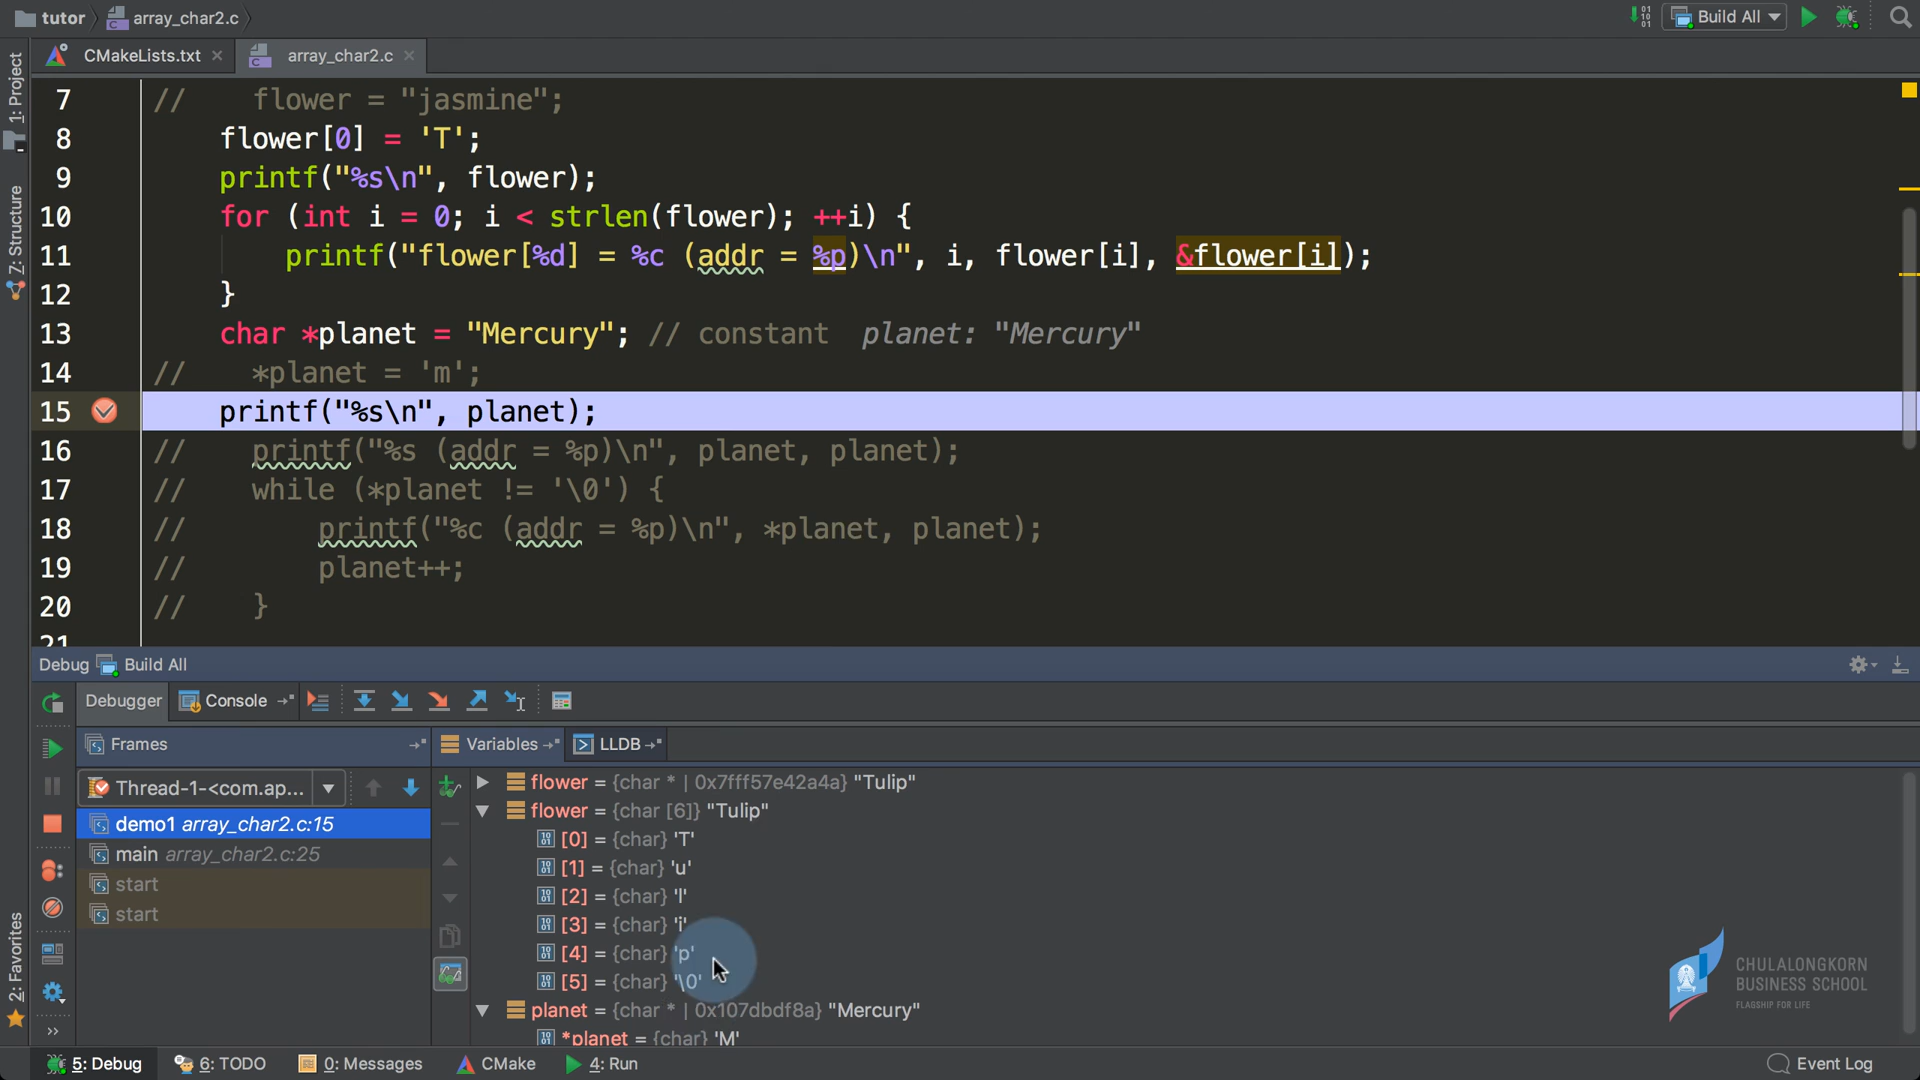 tutor array_char2.c Build All
CMakeLists.txt array_char2.c
1: Project
Z: Structure
2: Favorites
7 // flower = "jasmine";
8 flower[0] = 'T';
9 printf("%s\n", flower);
10 for (int i = 0; i < strlen(flower); ++i) {
11 printf("flower[%d] = %c (addr = %p)\n", i, flower[i], &flower[i]);
12 }
13 char *planet = "Mercury"; // constant planet: "Mercury"
14 // *planet = 'm';
15 printf("%s\n", planet);
16 // printf("%s (addr = %p)\n", planet, planet);
17 // while (*planet != '\0') {
18 // printf("%c (addr = %p)\n", *planet, planet);
19 // planet++;
20 // }
21
Debug Build All
Debugger Console
Frames Variables LLDB
Thread-1-<com.ap...
demo1 array_char2.c:15
main array_char2.c:25
start
start
flower = {char * | 0x7fff57e42a4a} "Tulip"
flower = {char [6]} "Tulip"
[0] = {char} 'T'
[1] = {char} 'u'
[2] = {char} 'l'
[3] = {char} 'i'
[4] = {char} 'p'
[5] = {char} '\0'
planet = {char * | 0x107dbdf8a} "Mercury"
*planet = {char} 'M'
CHULALONGKORN
BUSINESS SCHOOL
FLAGSHIP FOR LIFE
5: Debug 6: TODO 0: Messages CMake 4: Run Event Log